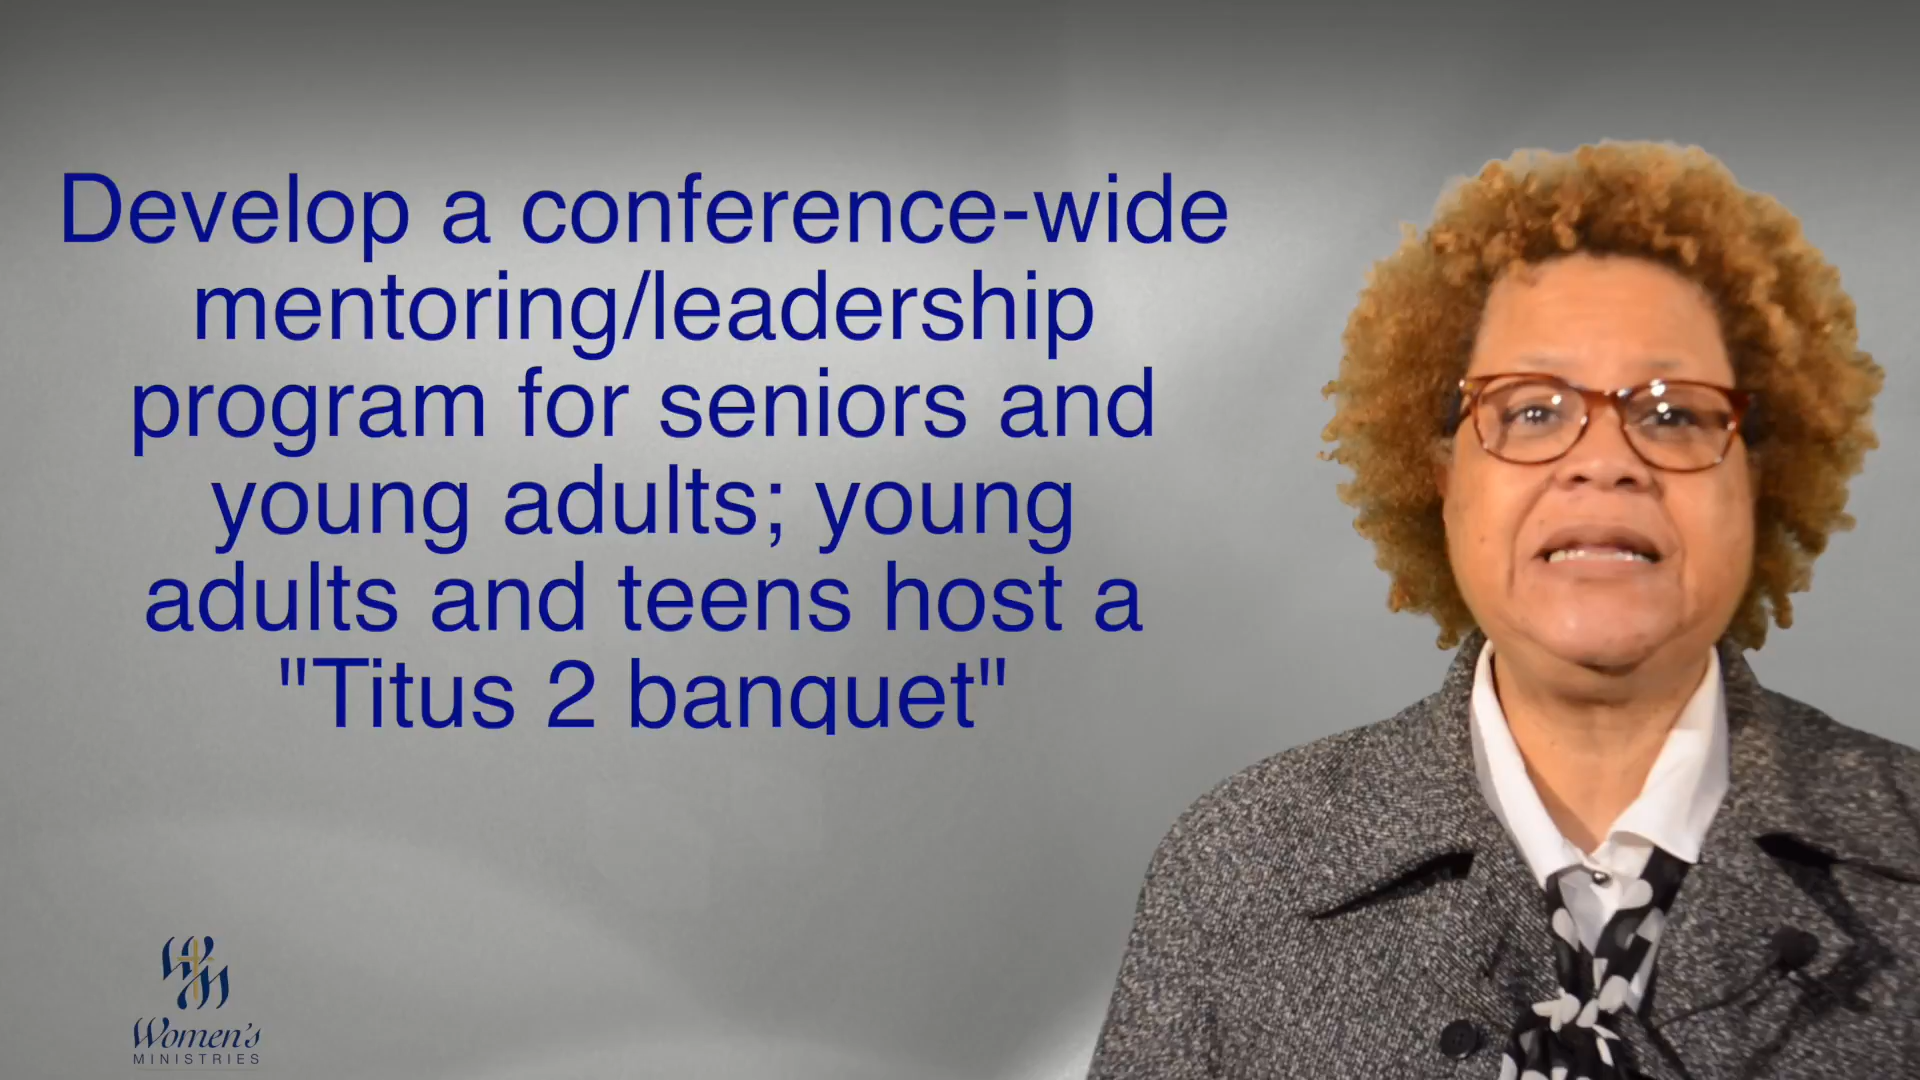 Develop a conference-wide
mentoring/leadership
program for seniors and
young adults; young
adults and teens host a
"Titus 2 banquet"
WM
Women's
MINISTRIES